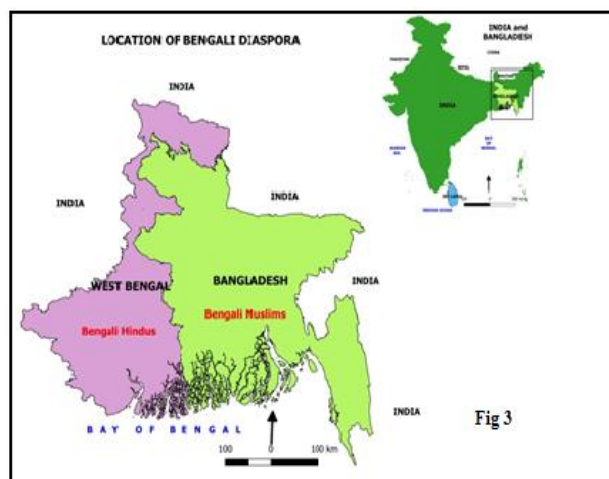 LOCATION OF BENGALI DIASPORA
INDIA and
BANGLADESH
INDIA
INDIA
INDIA
INDIA
WEST BENGAL
BANGLADESH
INDIA
Bengali Hindus
Bengali Muslims
INDIA
BAY OF BENGAL
Fig 3
100 0 100 km